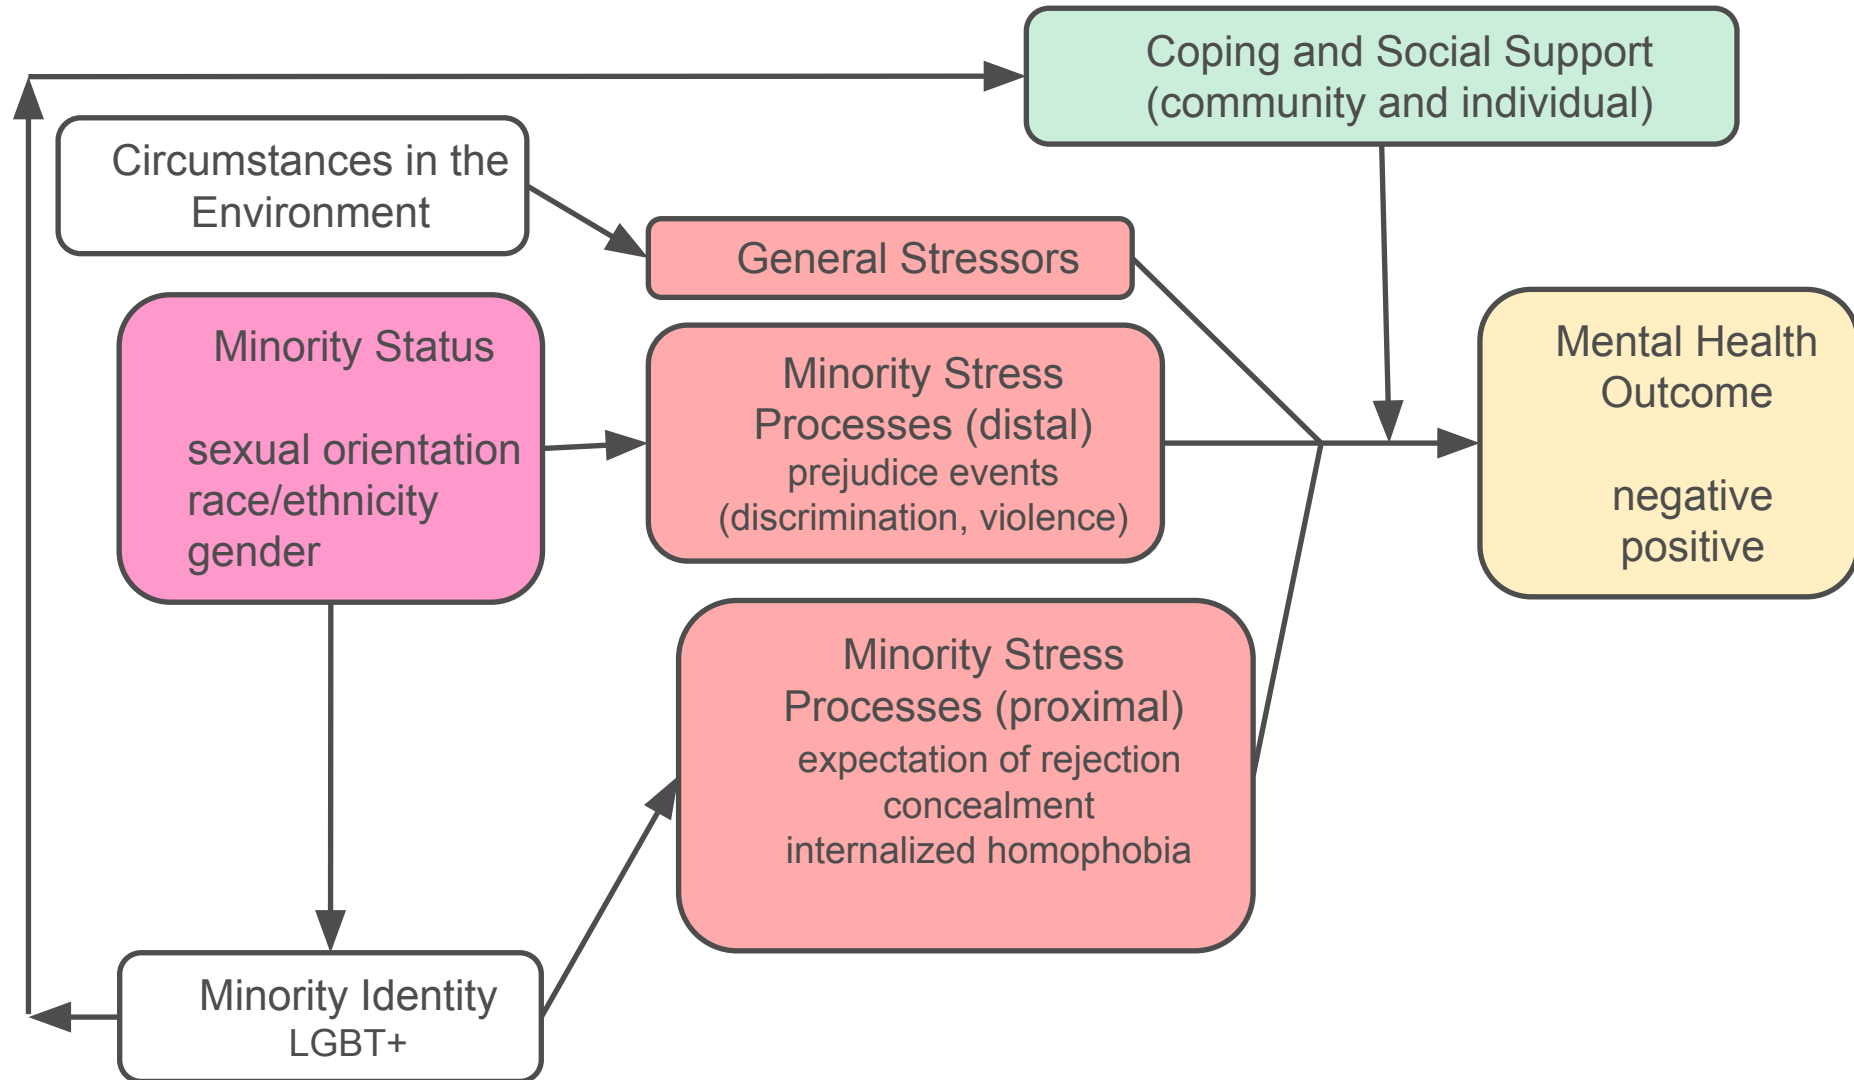 Coping and Social Support
(community and individual)
Circumstances in the
Environment
General Stressors
Minority Status
sexual orientation
race/ethnicity
gender
Minority Stress
Processes (distal)
prejudice events
(discrimination, violence)
Mental Health
Outcome
negative
positive
Minority Stress
Processes (proximal)
expectation of rejection
concealment
internalized homophobia
Minority Identity
LGBT+